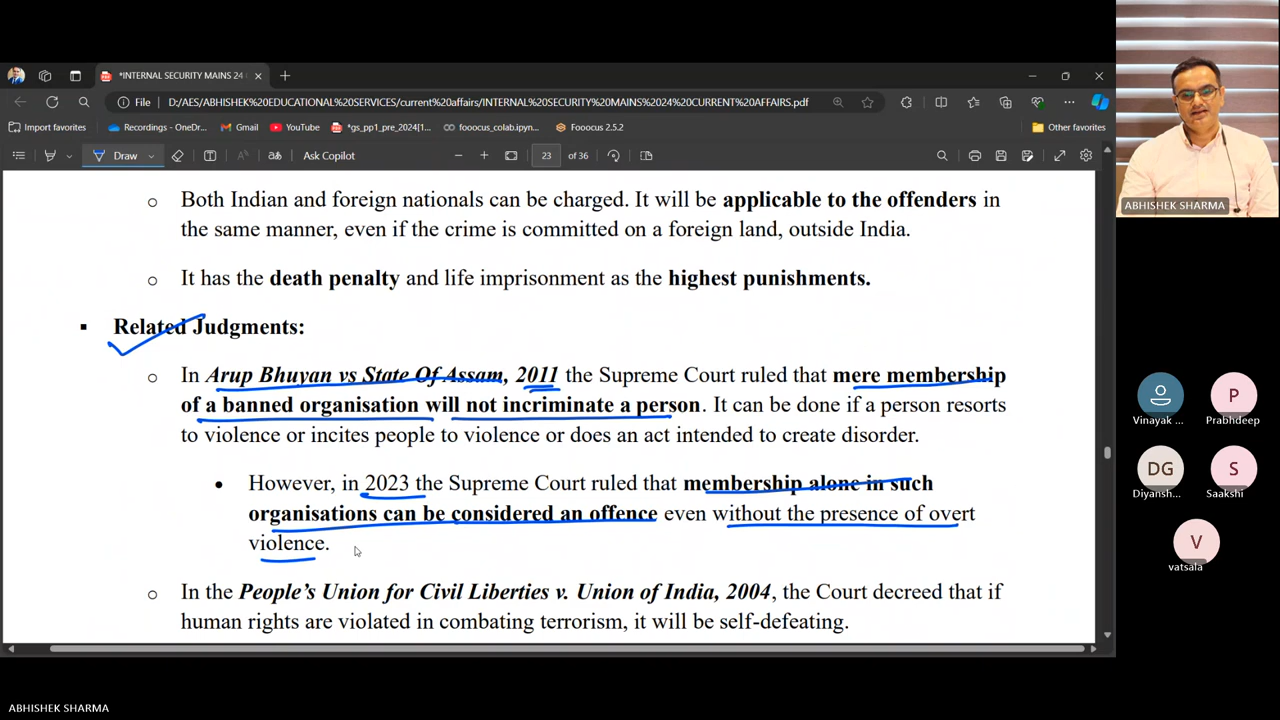 *INTERNAL SECURITY MAINS 24
File
D:/AES/ABHISHEK%20EDUCATIONAL%20SERVICES/current%20affairs/INTERNAL%20SECURITY%20MAINS%202024%20CURRENT%20AFFAIRS.pdf
Import favorites
Recordings - OneDr...
Gmail
YouTube
*gs_pp1_pre_2024[1...
fooocus_colab.ipyn...
Fooocus 2.5.2
Other favorites
Draw
Ask Copilot
23 of 36
Both Indian and foreign nationals can be charged. It will be applicable to the offenders in
the same manner, even if the crime is committed on a foreign land, outside India.
It has the death penalty and life imprisonment as the highest punishments.
Related Judgments:
In Arup Bhuyan vs State Of Assam, 2011 the Supreme Court ruled that mere membership
of a banned organisation will not incriminate a person. It can be done if a person resorts
to violence or incites people to violence or does an act intended to create disorder.
However, in 2023 the Supreme Court ruled that membership alone in such
organisations can be considered an offence even without the presence of overt
violence.
In the People's Union for Civil Liberties v. Union of India, 2004, the Court decreed that if
human rights are violated in combating terrorism, it will be self-defeating.
ABHISHEK SHARMA
Vinayak ...
P
Prabhdeep
DG
Diyansh...
S
Saakshi
V
vatsala
ABHISHEK SHARMA